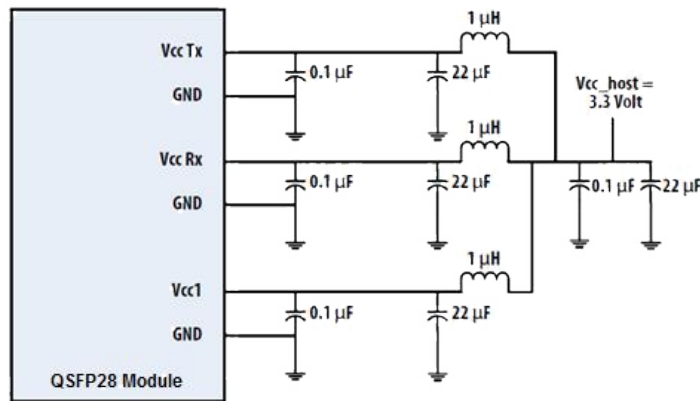 1 µH
Vcc Tx
0.1 µF
22 µF
GND
Vcc_host =
3.3 Volt
1 µH
Vcc Rx
0.1 µF
22 µF
0.1 µF
22 µF
GND
1 µH
Vcc1
0.1 µF
22 µF
GND
QSFP28 Module